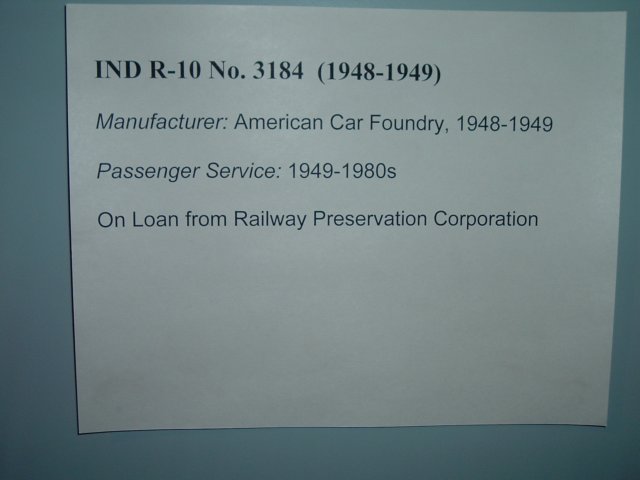 IND R-10 No. 3184 (1948-1949)
Manufacturer: American Car Foundry, 1948-1949
Passenger Service: 1949-1980s
On Loan from Railway Preservation Corporation